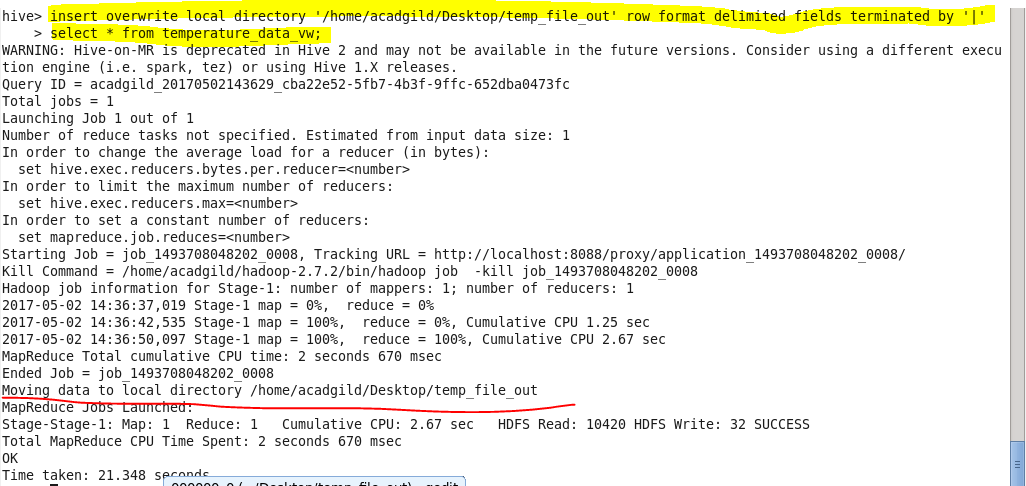 hive> insert overwrite local directory '/home/acadgild/Desktop/temp_file_out' row format delimited fields terminated by '|'
    > select * from temperature_data_vw;
WARNING: Hive-on-MR is deprecated in Hive 2 and may not be available in the future versions. Consider using a different execu
tion engine (i.e. spark, tez) or using Hive 1.X releases.
Query ID = acadgild_20170502143629_cba22e52-5fb7-4b3f-9ffc-652dba0473fc
Total jobs = 1
Launching Job 1 out of 1
Number of reduce tasks not specified. Estimated from input data size: 1
In order to change the average load for a reducer (in bytes):
  set hive.exec.reducers.bytes.per.reducer=<number>
In order to limit the maximum number of reducers:
  set hive.exec.reducers.max=<number>
In order to set a constant number of reducers:
  set mapreduce.job.reduces=<number>
Starting Job = job_1493708048202_0008, Tracking URL = http://localhost:8088/proxy/application_1493708048202_0008/
Kill Command = /home/acadgild/hadoop-2.7.2/bin/hadoop job  -kill job_1493708048202_0008
Hadoop job information for Stage-1: number of mappers: 1; number of reducers: 1
2017-05-02 14:36:37,019 Stage-1 map = 0%,  reduce = 0%
2017-05-02 14:36:42,535 Stage-1 map = 100%,  reduce = 0%, Cumulative CPU 1.25 sec
2017-05-02 14:36:50,097 Stage-1 map = 100%,  reduce = 100%, Cumulative CPU 2.67 sec
MapReduce Total cumulative CPU time: 2 seconds 670 msec
Ended Job = job_1493708048202_0008
Moving data to local directory /home/acadgild/Desktop/temp_file_out
MapReduce Jobs Launched:
Stage-Stage-1: Map: 1  Reduce: 1   Cumulative CPU: 2.67 sec   HDFS Read: 10420 HDFS Write: 32 SUCCESS
Total MapReduce CPU Time Spent: 2 seconds 670 msec
OK
Time taken: 21.348 seconds